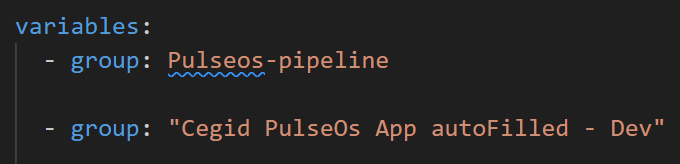 variables:
- group: Pulseos-pipeline
- group: "Cegid PulseOs App autoFilled - Dev"